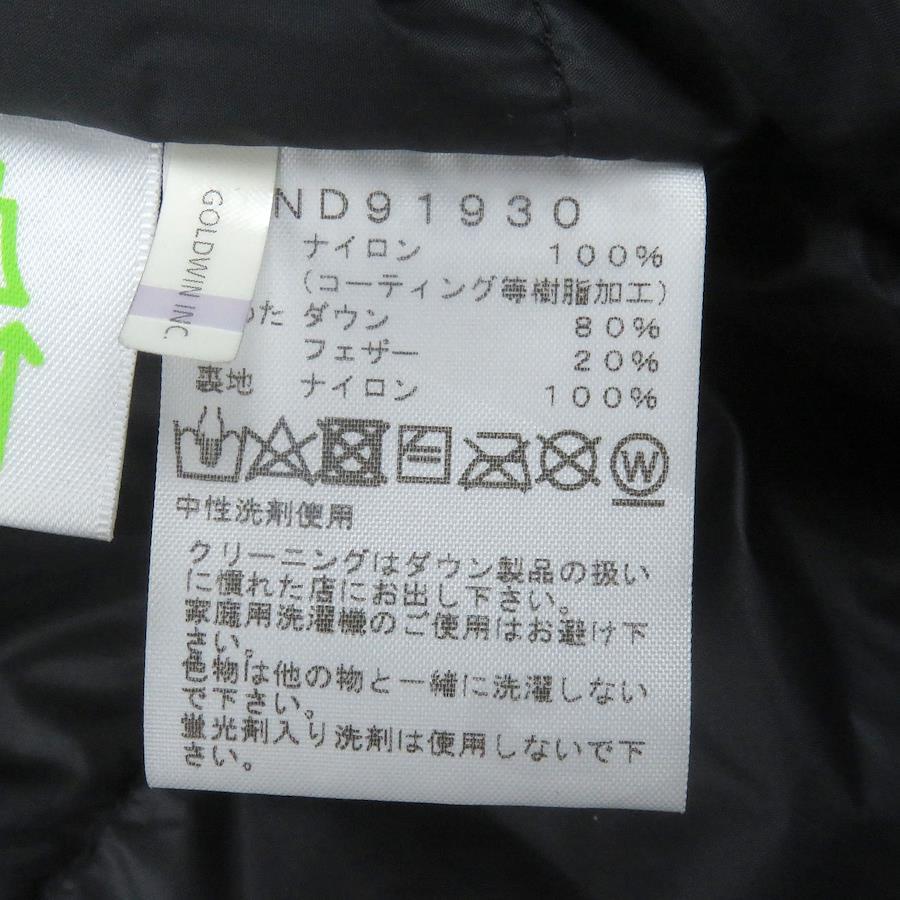 GOLDWIN INC.
ND91930
ナイロン 100%
(コーティング等樹脂加工)
た ダウン 80%
フェザー 20%
裏地 ナイロン 100%
W
中性洗剤使用
クリーニングはダウン製品の扱い
に慣れた店にお出し下さい。
家庭用洗濯機のご使用はお避け下
さい。
色物は他の物と一緒に洗濯しない
で下さい。
蛍光剤入り洗剤は使用しないで下
さい。